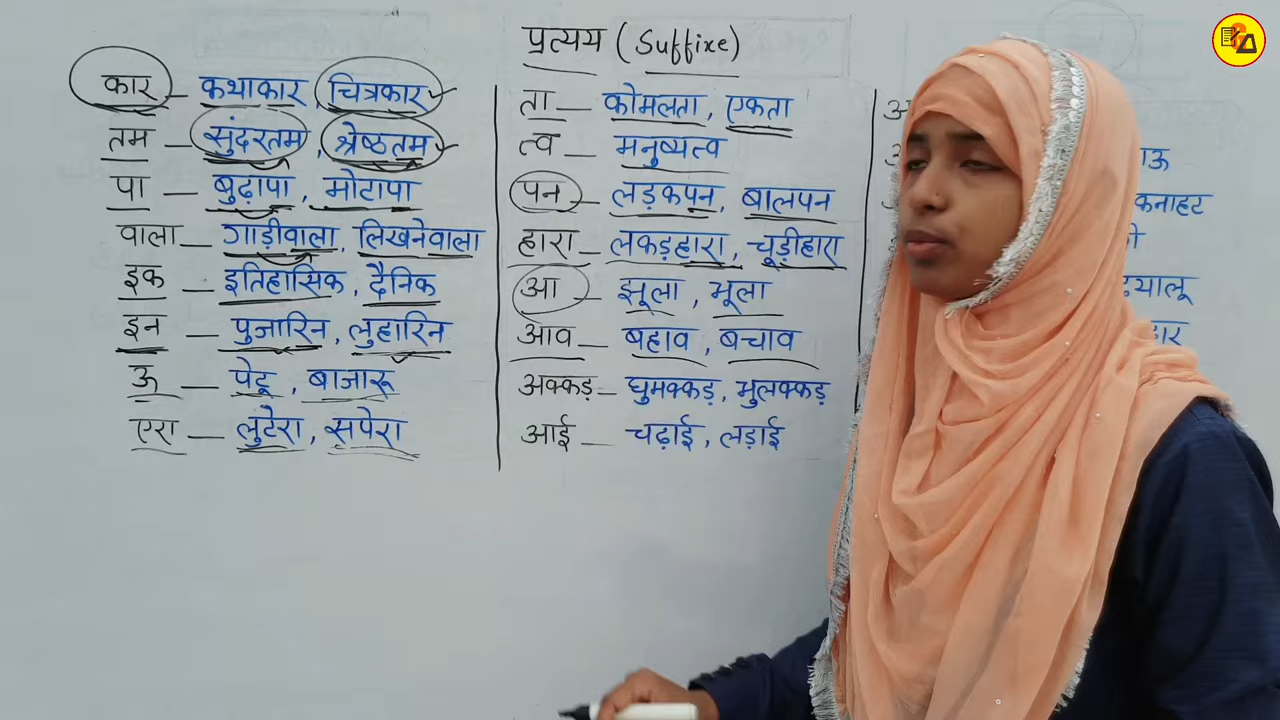 प्रत्यय (Suffixe)
कार – कथाकार, चित्रकार
तम – सुंदरतम, श्रेष्ठतम
पा – बुढ़ापा, मोटापा
वाला – गाड़ीवाला, लिखनेवाला
इक – इतिहासिक, दैनिक
इन – पुजारिन, लुहारिन
ऊ – पेटू, बाजारू
एरा – लुटेरा, सपेरा
ता – कोमलता, एकता
त्व – मनुष्यत्व
पन – लड़कपन, बालपन
हारा – लकड़हारा, चूड़ीहारा
आ – झूला, भूला
आव – बहाव, बचाव
अक्कड़ – घुमक्कड़, भुलक्कड़
आई – चढ़ाई, लड़ाई